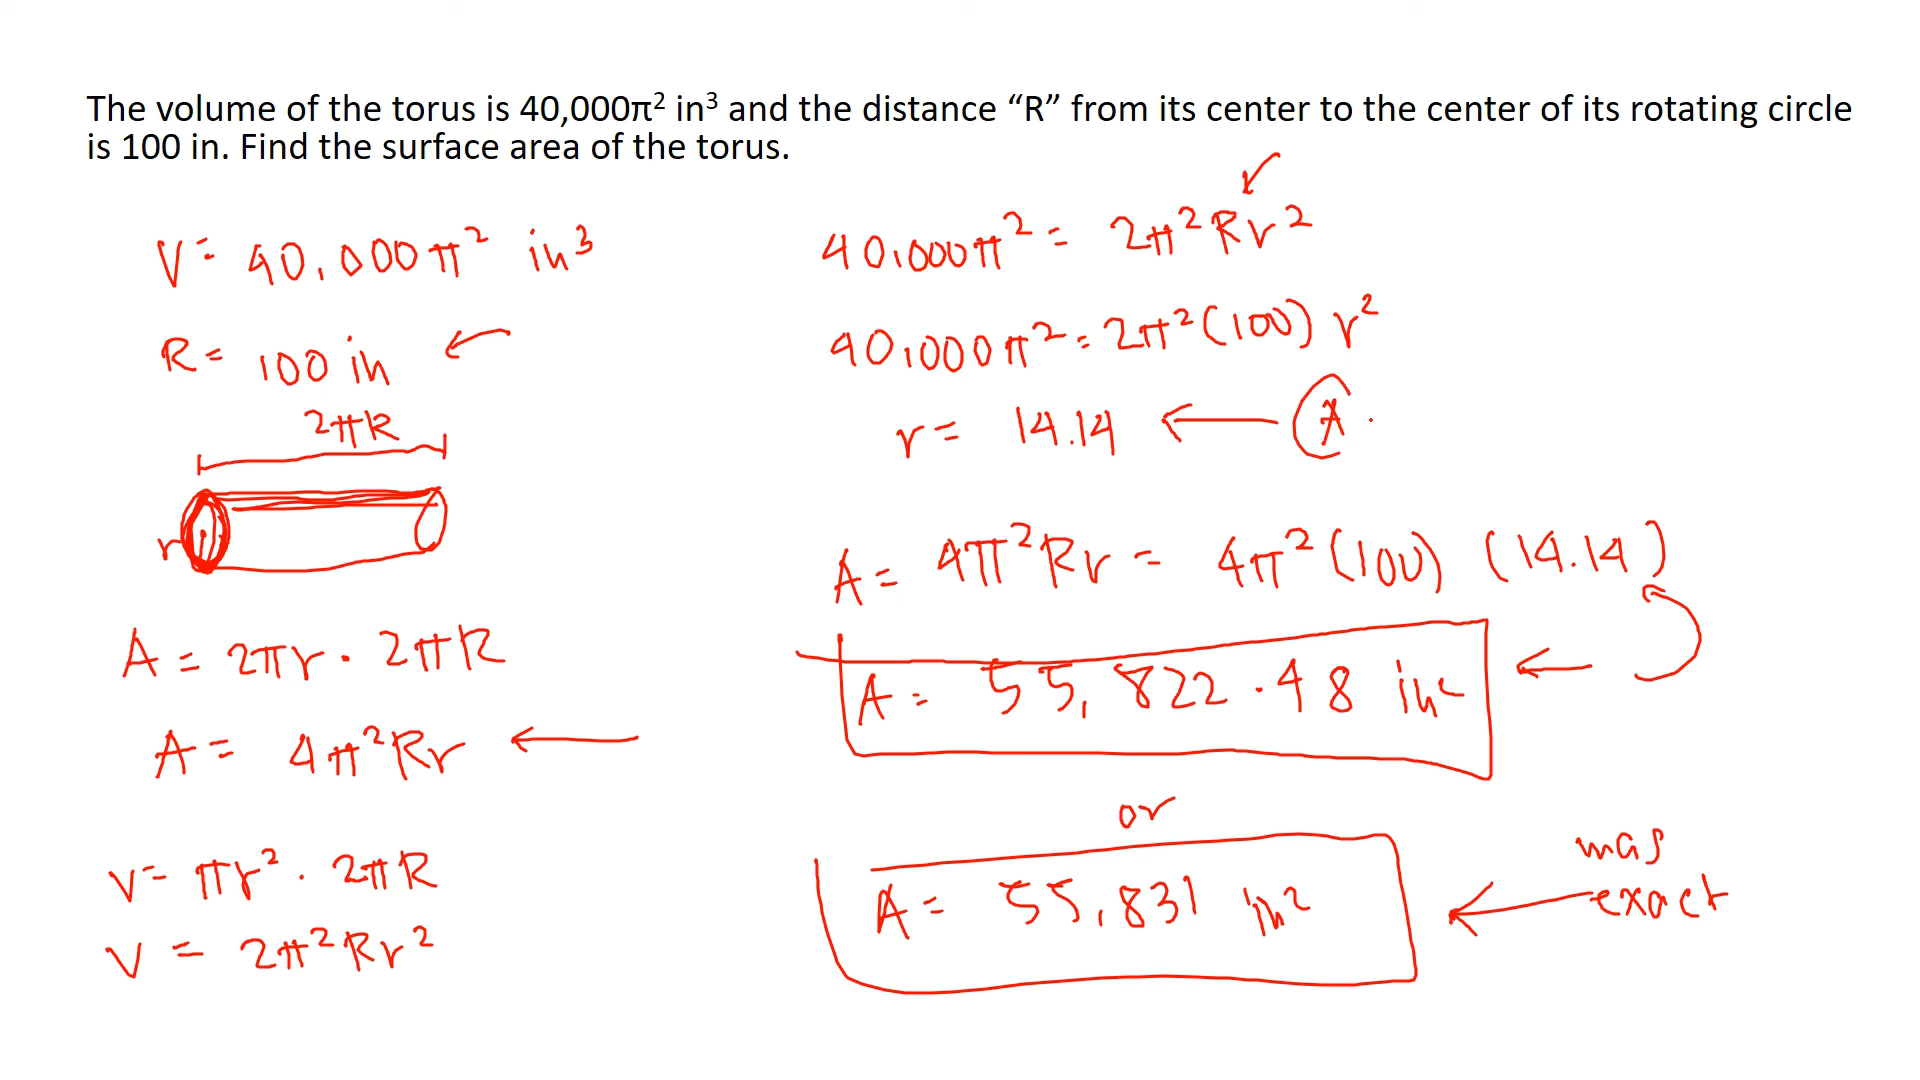 The volume of the torus is 40,000π² in³ and the distance “R” from its center to the center of its rotating circle
is 100 in. Find the surface area of the torus.
V = 40,000π² in³
R = 100 in
2πR
r
A = 2πr · 2πR
A = 4π²Rr
V = πr² · 2πR
V = 2π²Rr²
40,000π² = 2π²Rr²
40,000π² = 2π²(100) r²
r = 14.14
A
A = 4π²Rr = 4π²(100) (14.14)
A = 55,822.48 in²
or
A = 55,831 in²
mas
exact